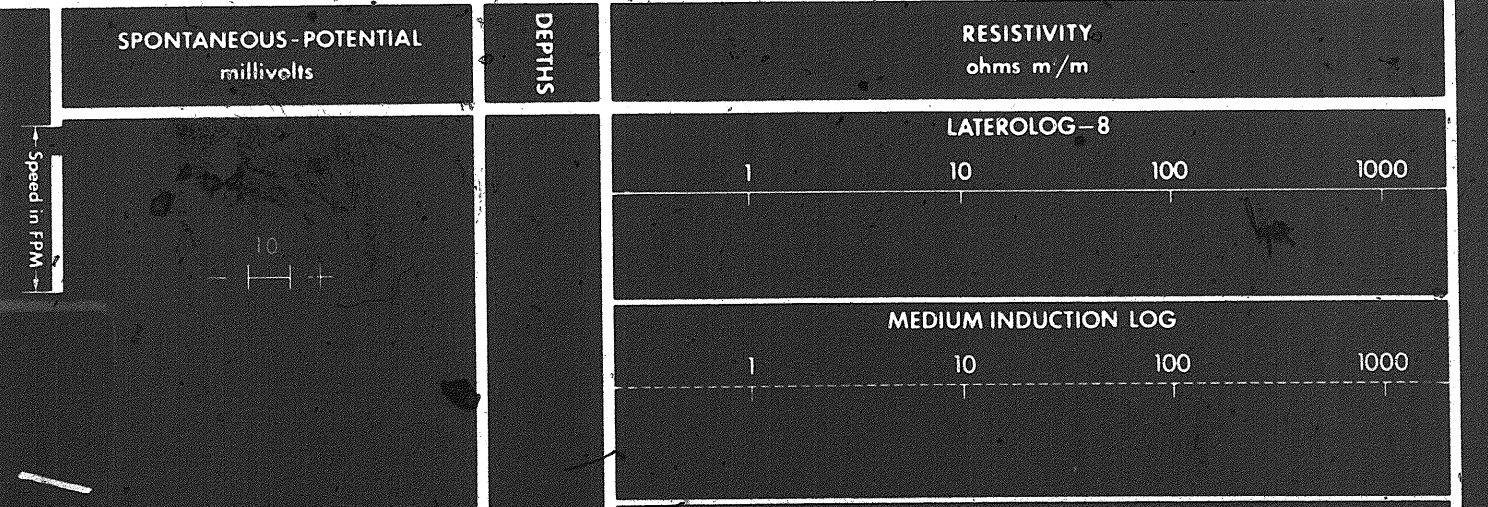 SPONTANEOUS-POTENTIAL
millivolts
DEPTHS
RESISTIVITY
ohms m²/m
Speed in FPM
10
- +
LATEROLOG-8
1 10 100 1000
MEDIUM INDUCTION LOG
1 10 100 1000